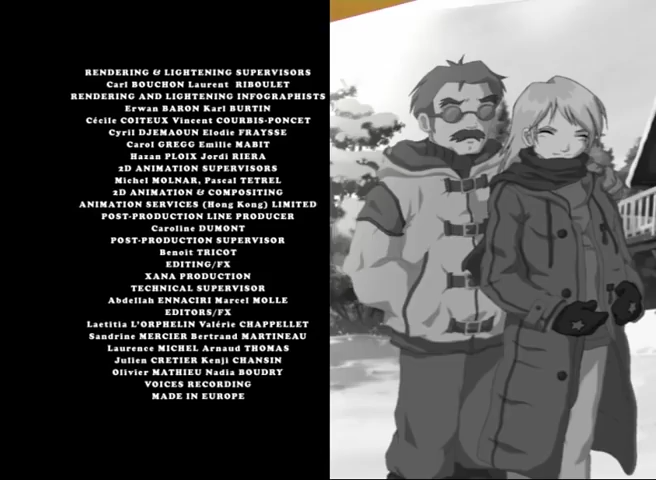 RENDERING & LIGHTENING SUPERVISORS
Carl BOUCHON Laurent RIBOULET
RENDERING AND LIGHTENING INFOGRAPHISTS
Erwan BARON Karl BURTIN
Cécile COITEUX Vincent COURBIS-PONCET
Cyril DJEMAOUN Elodie FRAYSSE
Carol GREGG Emilie MABIT
Hazan PLOIX Jordi RIERA
2D ANIMATION SUPERVISORS
Michel MOLNAR, Pascal TETREL
2D ANIMATION & COMPOSITING
ANIMATION SERVICES (Hong Kong) LIMITED
POST-PRODUCTION LINE PRODUCER
Caroline DUMONT
POST-PRODUCTION SUPERVISOR
Benoît TRICOT
EDITING/FX
XANA PRODUCTION
TECHNICAL SUPERVISOR
Abdellah ENNACIRI Marcel MOLLE
EDITORS/FX
Laetitia L'ORPHELIN Valérie CHAPPELLET
Sandrine MERCIER Bertrand MARTINEAU
Laurence MICHEL Arnaud THOMAS
Julien CRETIER Kenji CHANSIN
Olivier MATHIEU Nadia BOUDRY
VOICES RECORDING
MADE IN EUROPE